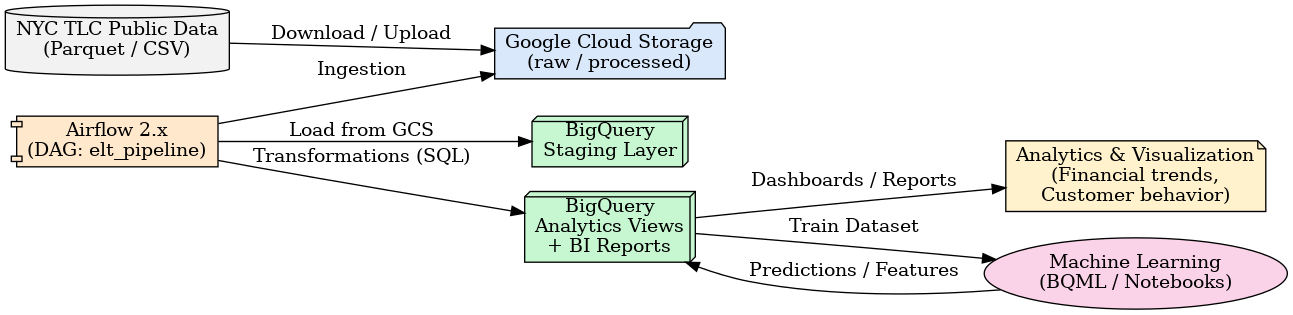 NYC TLC Public Data
(Parquet / CSV)
Download / Upload
Google Cloud Storage
(raw / processed)
Ingestion
Airflow 2.x
(DAG: elt_pipeline)
Load from GCS
BigQuery
Staging Layer
Transformations (SQL)
BigQuery
Analytics Views
+ BI Reports
Dashboards / Reports
Analytics & Visualization
(Financial trends,
Customer behavior)
Train Dataset
Predictions / Features
Machine Learning
(BQML / Notebooks)